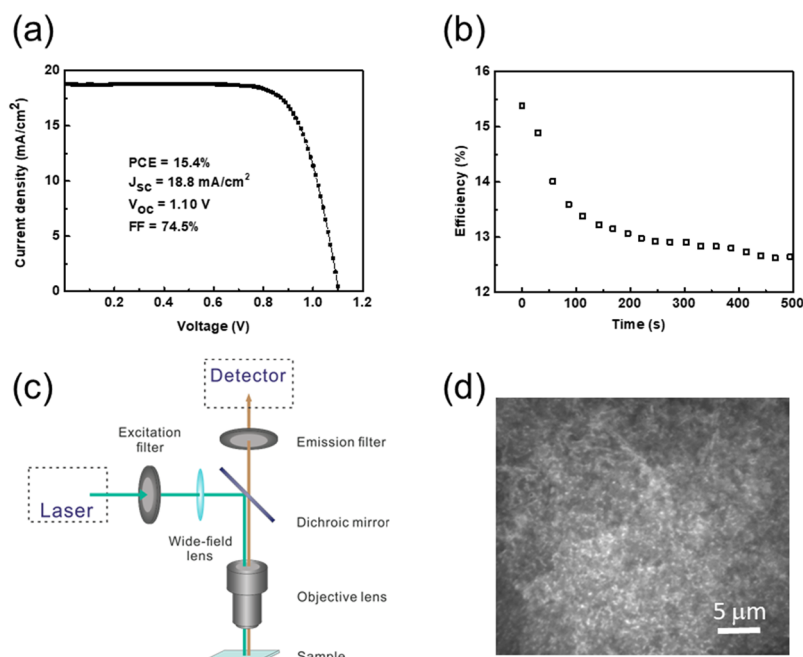 (a)
20
15
10
5
0
0.2
0.4
0.6
0.8
1.0
1.2
Current density (mA/cm²)
Voltage (V)
PCE = 15.4%
JSC = 18.8 mA/cm²
VOC = 1.10 V
FF = 74.5%
(b)
16
15
14
13
12
0
100
200
300
400
500
Efficiency (%)
Time (s)
(c)
Detector
Excitation
filter
Emission filter
Laser
Dichroic mirror
Wide-field
lens
Objective lens
Sample
(d)
5 μm